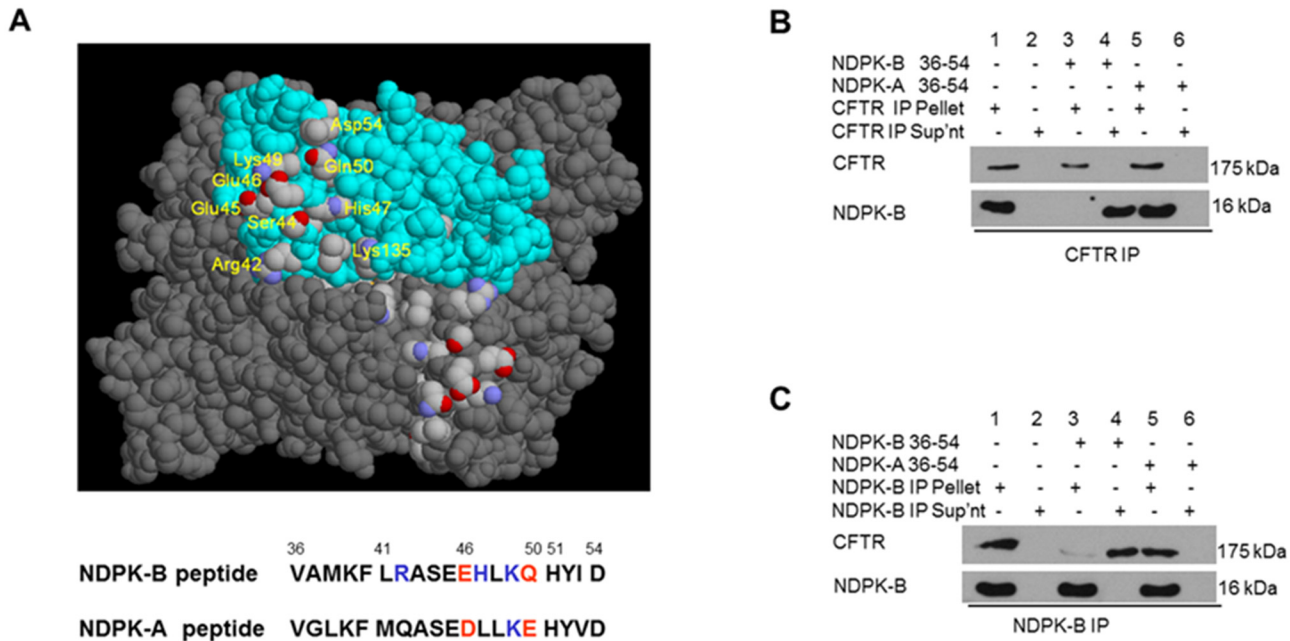 A
Asp54
Lys49
Gln50
Glu46
Glu45
His47
Ser44
Lys135
Arg42
36 41 46 50 51 54
NDPK-B peptide VAMKF LRASEEHLKQ HYI D
NDPK-A peptide VGLKF MQASEDLLKE HYVD
B
1 2 3 4 5 6
NDPK-B 36-54 - - + + - -
NDPK-A 36-54 - - - - + +
CFTR IP Pellet + - + - + -
CFTR IP Sup'nt - + - + - +
CFTR 175 kDa
NDPK-B 16 kDa
CFTR IP
C
1 2 3 4 5 6
NDPK-B 36-54 - - + + - -
NDPK-A 36-54 - - - - + +
NDPK-B IP Pellet + - + - + -
NDPK-B IP Sup'nt - + - + - +
CFTR 175 kDa
NDPK-B 16 kDa
NDPK-B IP